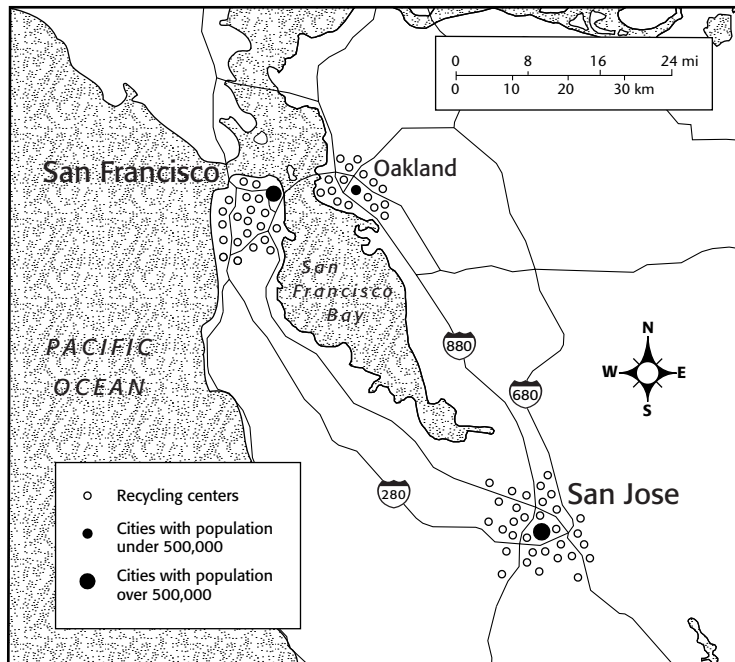 0 8 16 24 mi
0 10 20 30 km
San Francisco
Oakland
San
Francisco
Bay
PACIFIC
OCEAN
880
680
280
N
W E
S
San Jose
Recycling centers
Cities with population
under 500,000
Cities with population
over 500,000